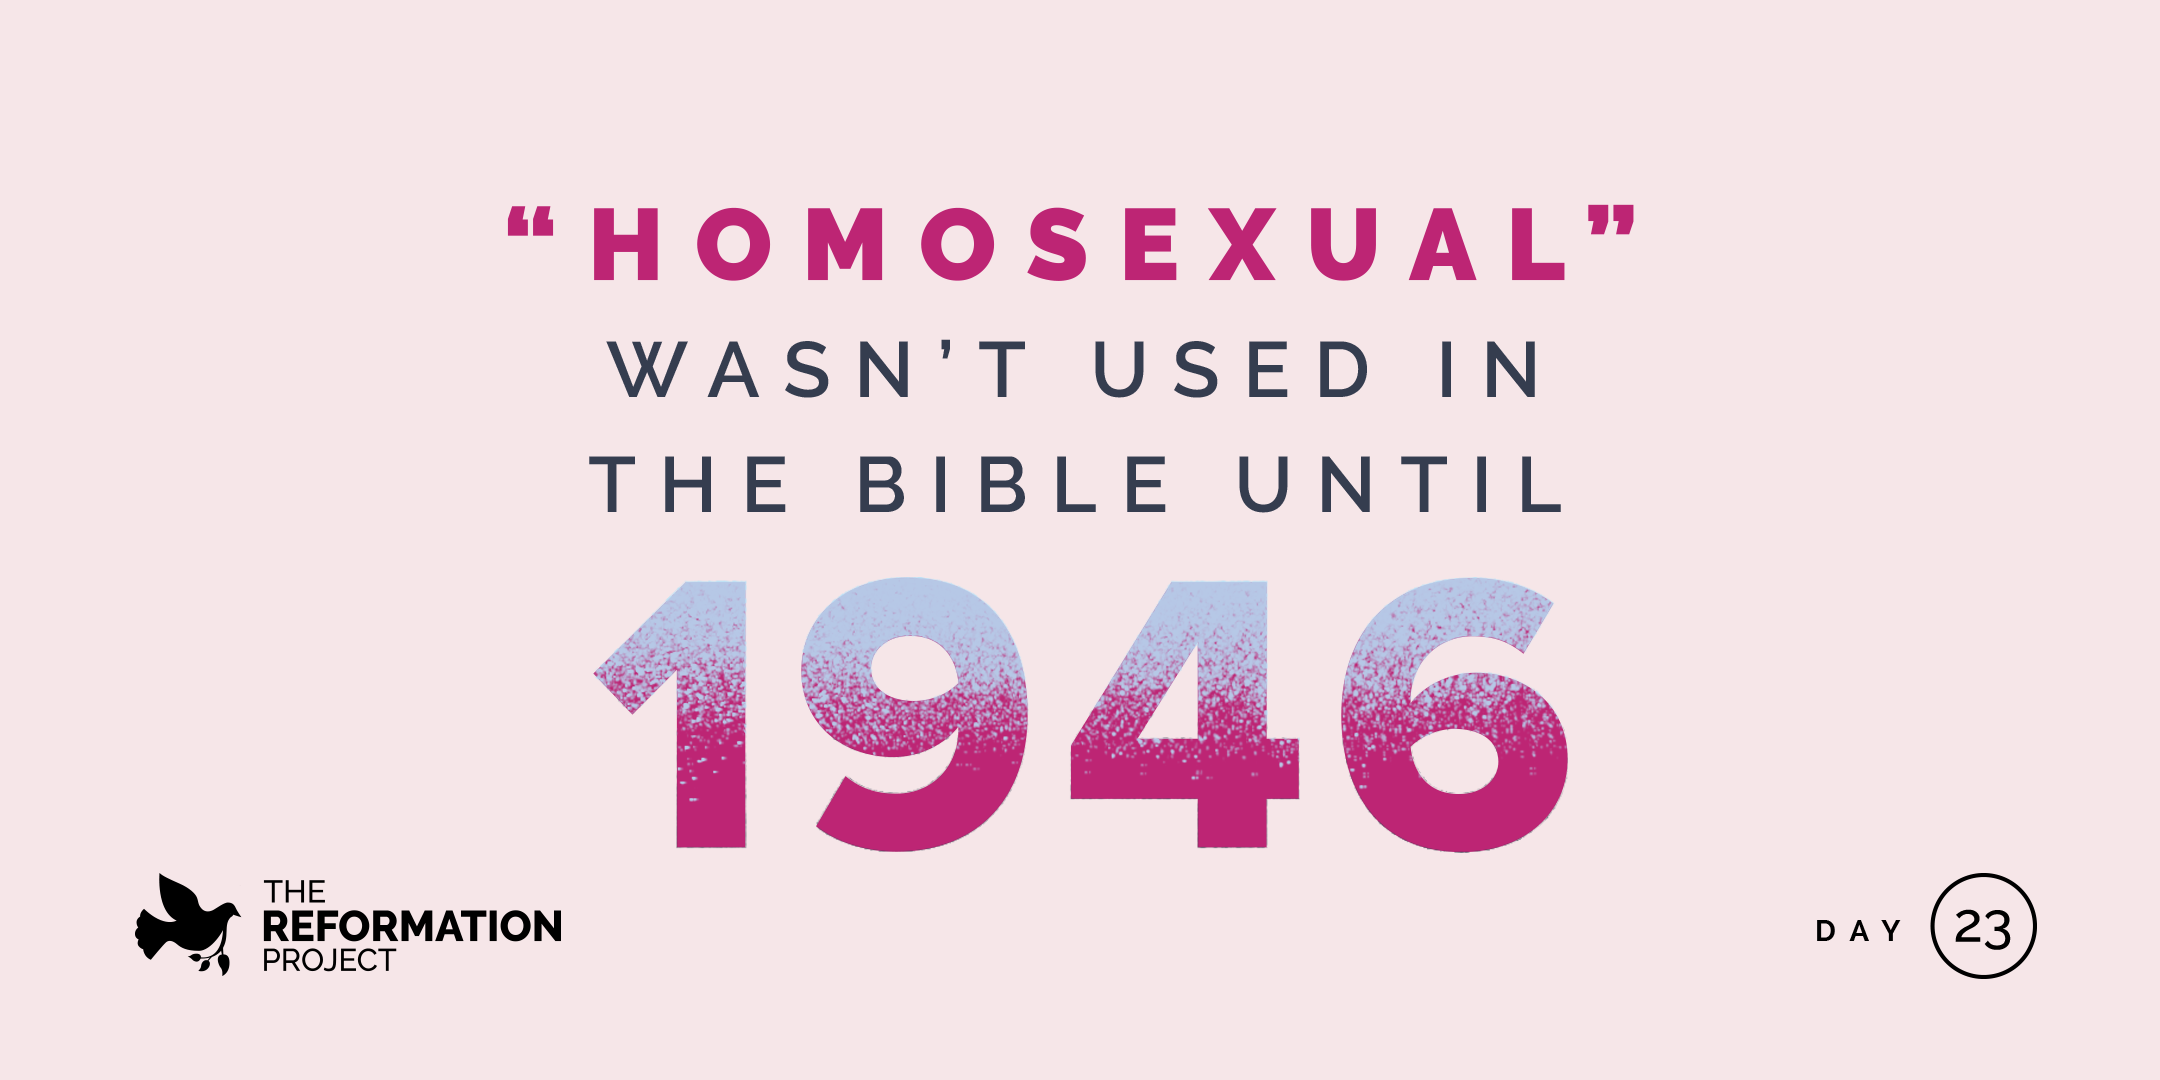 “HOMOSEXUAL”
WASN’T USED IN
THE BIBLE UNTIL
1946
THE
REFORMATION
PROJECT
DAY 23